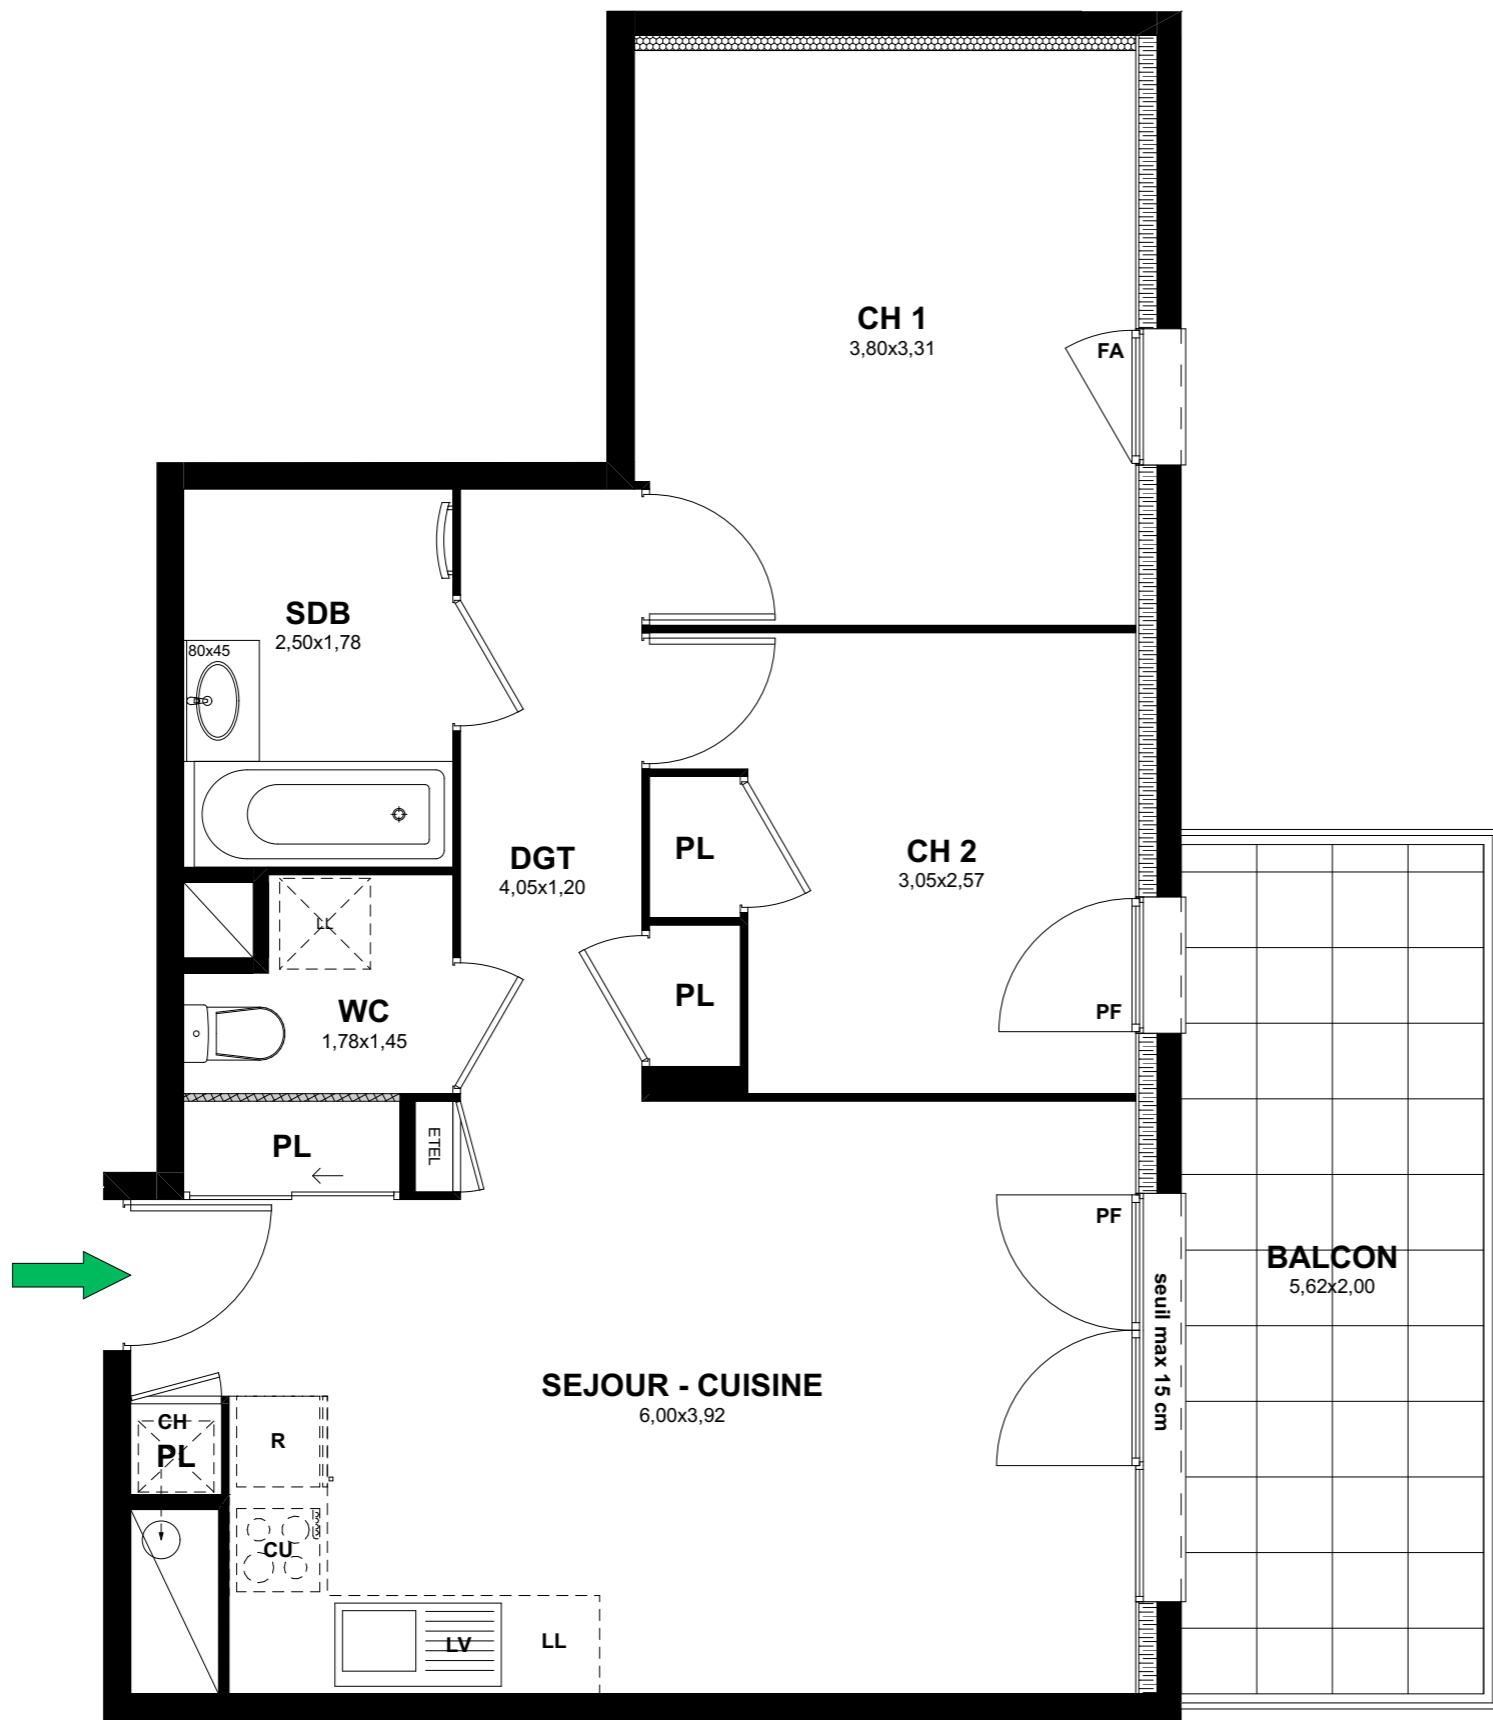 CH 1
3,80x3,31
FA
SDB
2,50x1,78
80x45
PL
CH 2
3,05x2,57
DGT
4,05x1,20
LL
PL
WC
1,78x1,45
PF
PL
ETEL
PF
BALCON
5,62x2,00
seuil max 15 cm
SEJOUR - CUISINE
6,00x3,92
CH
PL
R
CU
LV
LL